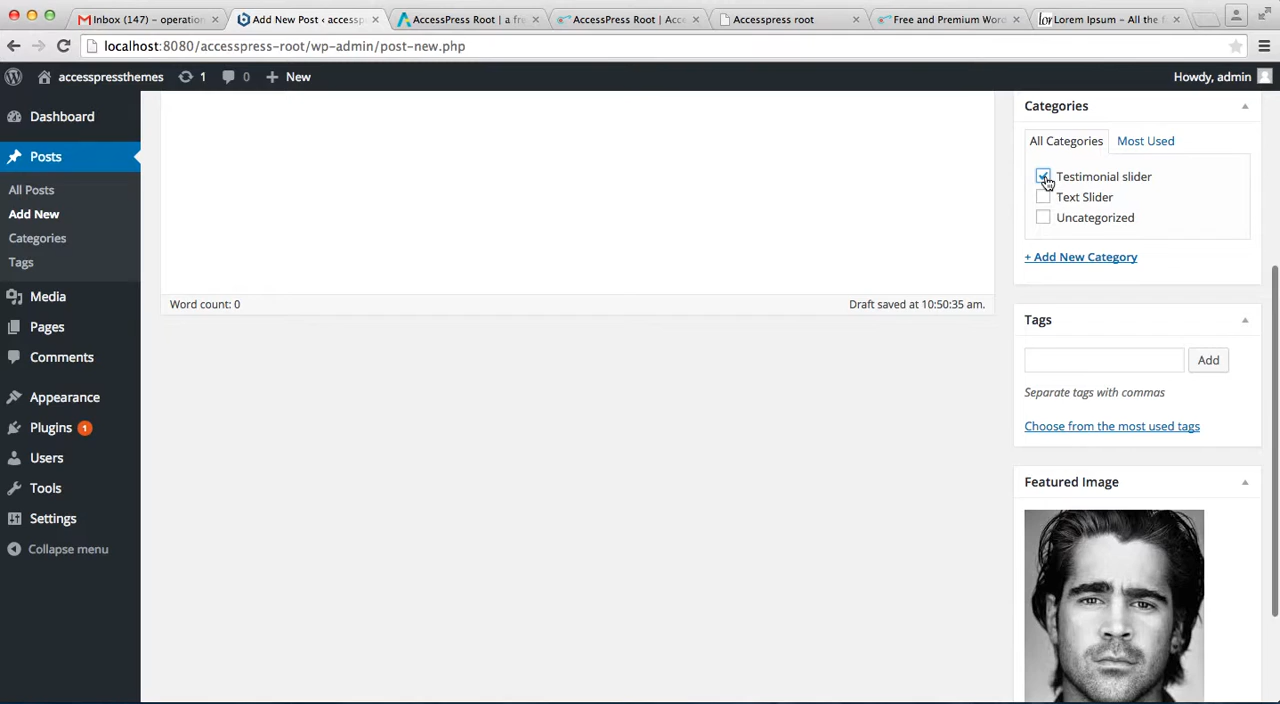 Inbox (147) – operation
Add New Post ‹ accessp
AccessPress Root | a fre
AccessPress Root | Acce
Accesspress root
Free and Premium Wor
Lorem Ipsum – All the f
localhost:8080/accesspress-root/wp-admin/post-new.php
accesspressthemes 1 0 + New
Howdy, admin
Dashboard
Posts
All Posts
Add New
Categories
Tags
Media
Pages
Comments
Appearance
Plugins 1
Users
Tools
Settings
Collapse menu
Word count: 0
Draft saved at 10:50:35 am.
Categories
All Categories
Most Used
Testimonial slider
Text Slider
Uncategorized
+ Add New Category
Tags
Add
Separate tags with commas
Choose from the most used tags
Featured Image